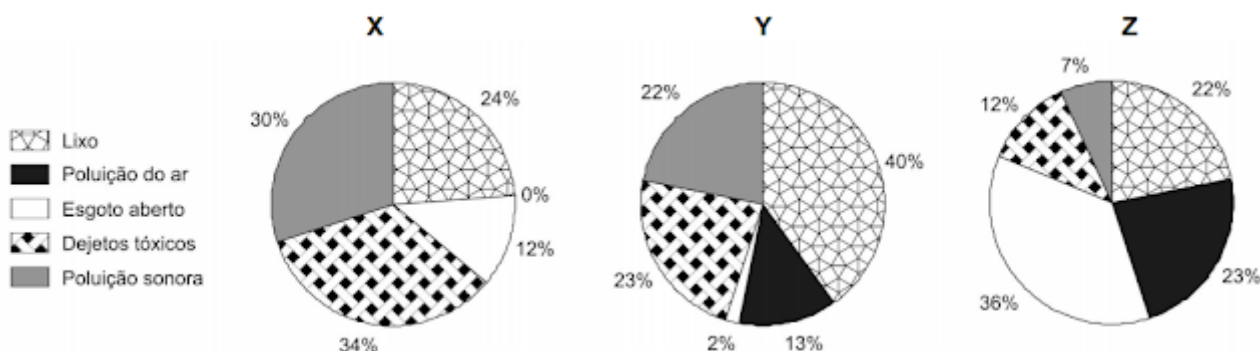 X
Y
Z
Lixo
Poluição do ar
Esgoto aberto
Dejetos tóxicos
Poluição sonora
30%
24%
0%
12%
34%
22%
40%
23%
2%
13%
7%
12%
22%
36%
23%